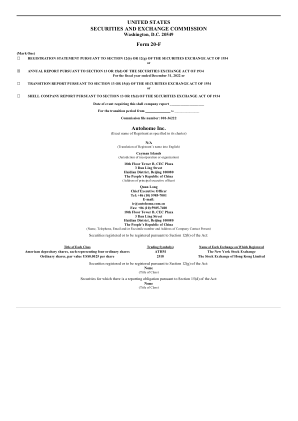 UNITED STATES
SECURITIES AND EXCHANGE COMMISSION
Washington, D.C. 20549
Form 20-F
(Mark One)
☐ REGISTRATION STATEMENT PURSUANT TO SECTION 12(b) OR 12(g) OF THE SECURITIES EXCHANGE ACT OF 1934
or
☒ ANNUAL REPORT PURSUANT TO SECTION 13 OR 15(d) OF THE SECURITIES EXCHANGE ACT OF 1934
For the fiscal year ended December 31, 2022 or
☐ TRANSITION REPORT PURSUANT TO SECTION 13 OR 15(d) OF THE SECURITIES EXCHANGE ACT OF 1934
or
☐ SHELL COMPANY REPORT PURSUANT TO SECTION 13 OR 15(d) OF THE SECURITIES EXCHANGE ACT OF 1934
Date of event requiring this shell company report
For the transition period from to
Commission file number: 001-36222
Autohome Inc.
(Exact name of Registrant as specified in its charter)
N/A
(Translation of Registrant's name into English)
Cayman Islands
(Jurisdiction of incorporation or organization)
18th Floor Tower B, CEC Plaza
3 Dan Ling Street
Haidian District, Beijing 100080
The People's Republic of China
(Address of principal executive offices)
Quan Long
Chief Executive Officer
Tel: +86 (10) 5985-7001
E-mail:
ir@autohome.com.cn
Fax: +86 (10) 5985-7400
18th Floor Tower B, CEC Plaza
3 Dan Ling Street
Haidian District, Beijing 100080
The People's Republic of China
(Name, Telephone, Email and/or Facsimile number and Address of Company Contact Person)
Securities registered or to be registered pursuant to Section 12(b) of the Act:
Title of Each Class Trading Symbol(s) Name of Each Exchange on Which Registered
American depositary shares, each representing four ordinary shares ATHM The New York Stock Exchange
Ordinary shares, par value US$0.0025 per share 2518 The Stock Exchange of Hong Kong Limited
Securities registered or to be registered pursuant to Section 12(g) of the Act:
None
(Title of Class)
Securities for which there is a reporting obligation pursuant to Section 15(d) of the Act:
None
(Title of Class)